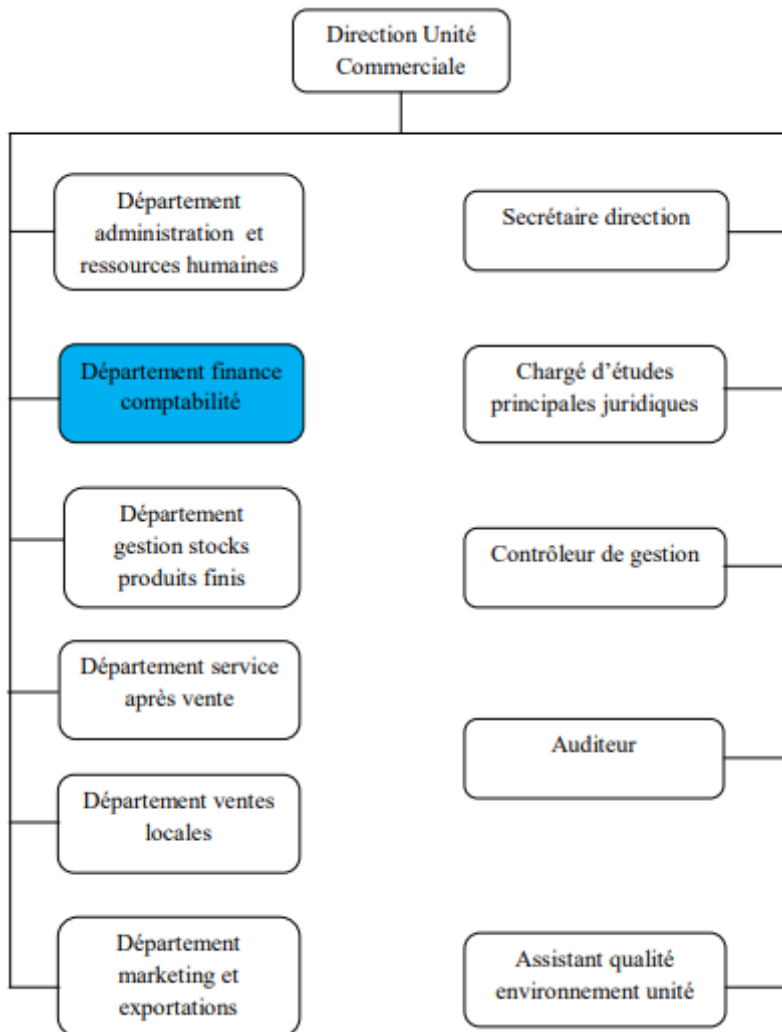 Direction Unité
Commerciale
Département
administration et
ressources humaines
Département finance
comptabilité
Département
gestion stocks
produits finis
Département service
après vente
Département ventes
locales
Département
marketing et
exportations
Secrétaire direction
Chargé d’études
principales juridiques
Contrôleur de gestion
Auditeur
Assistant qualité
environnement unité